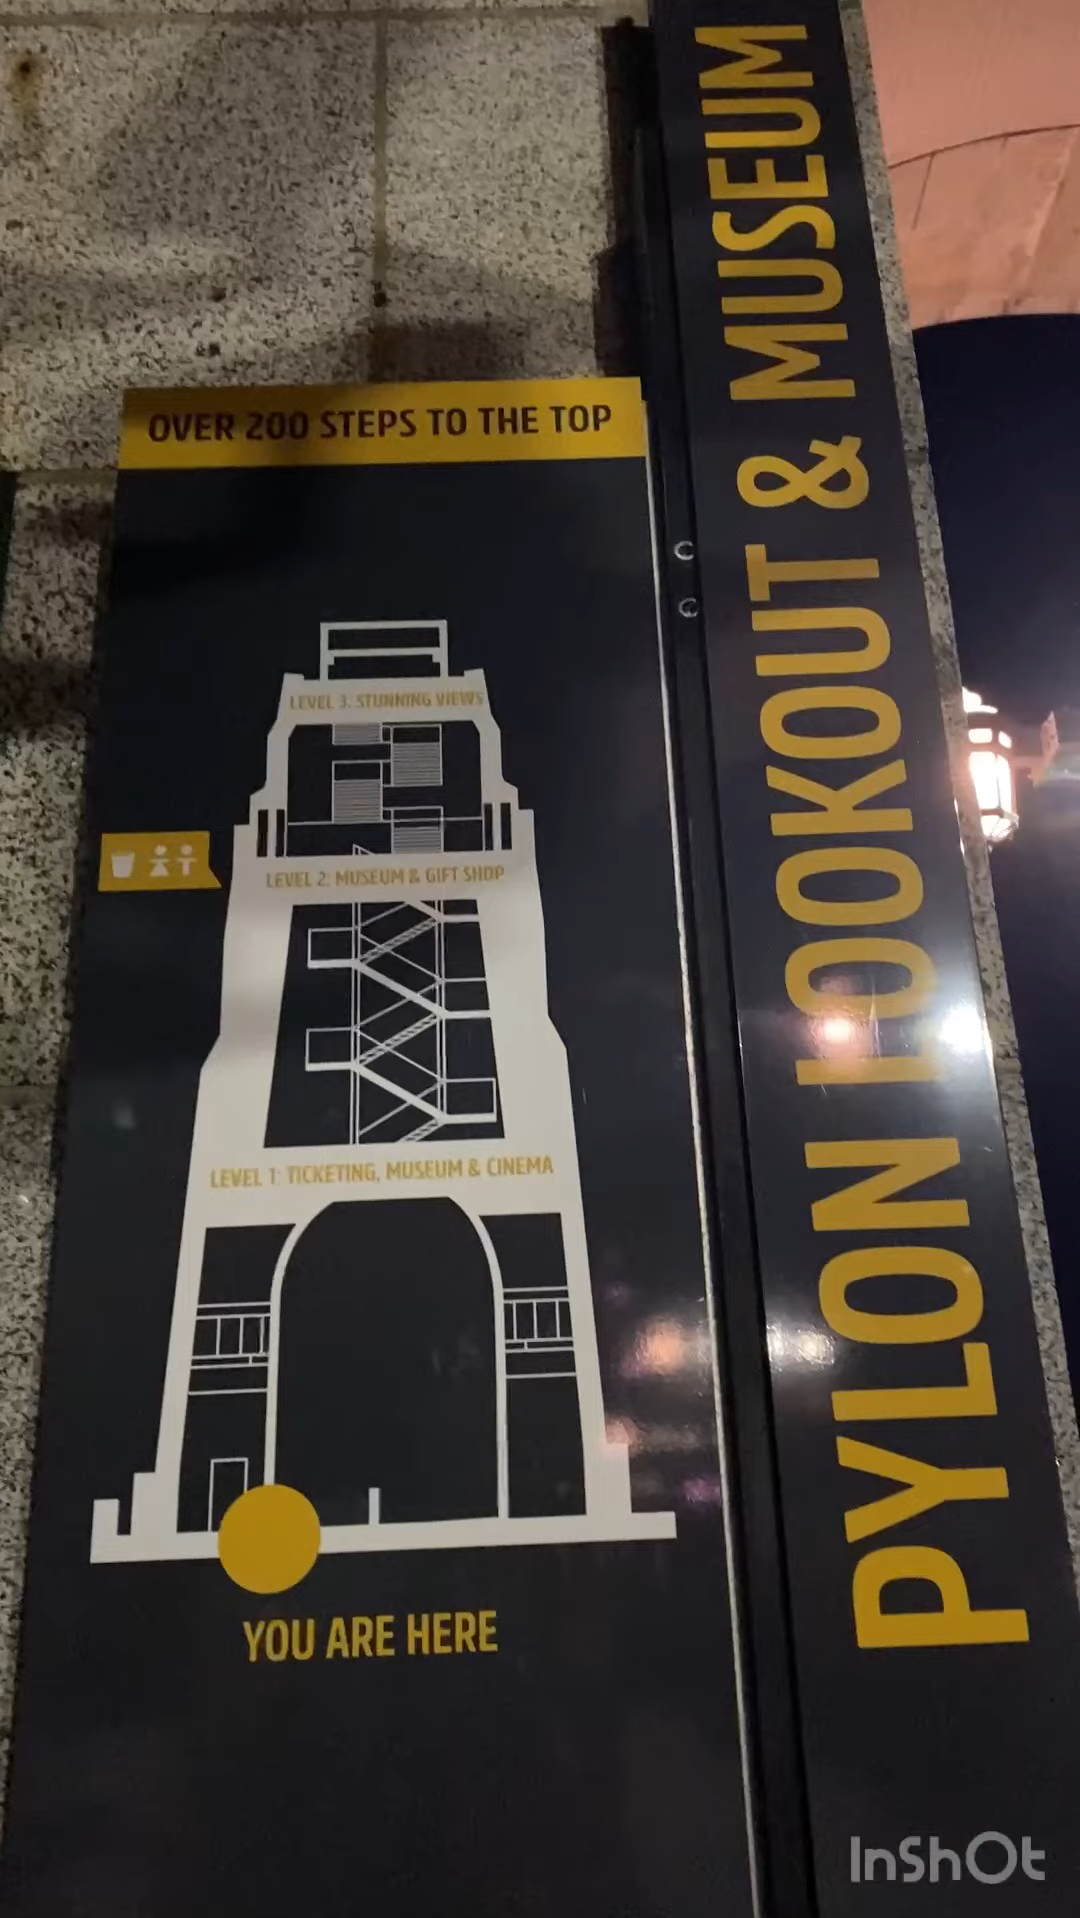 PYLON LOOKOUT & MUSEUM
OVER 200 STEPS TO THE TOP
LEVEL 3: STUNNING VIEWS
LEVEL 2: MUSEUM & GIFT SHOP
LEVEL 1: TICKETING, MUSEUM & CINEMA
YOU ARE HERE
InShOt